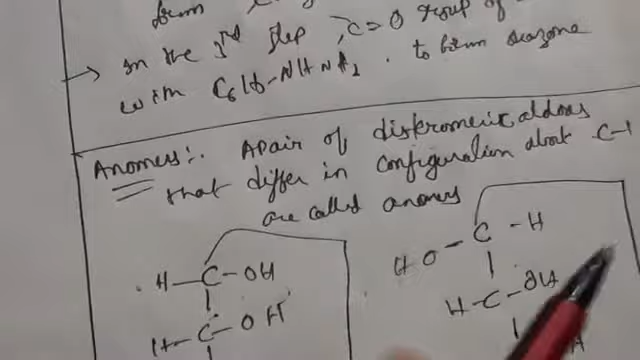 form
→ In the 3rd step, C=O group of
with C6H5-NHNH2. to form osazone
Anomers:. A pair of diastereomeric aldoses
that differ in configuration about C-1
are called anomers
H-C-OH
H-C-OH
HO-C-H
H-C-OH
H